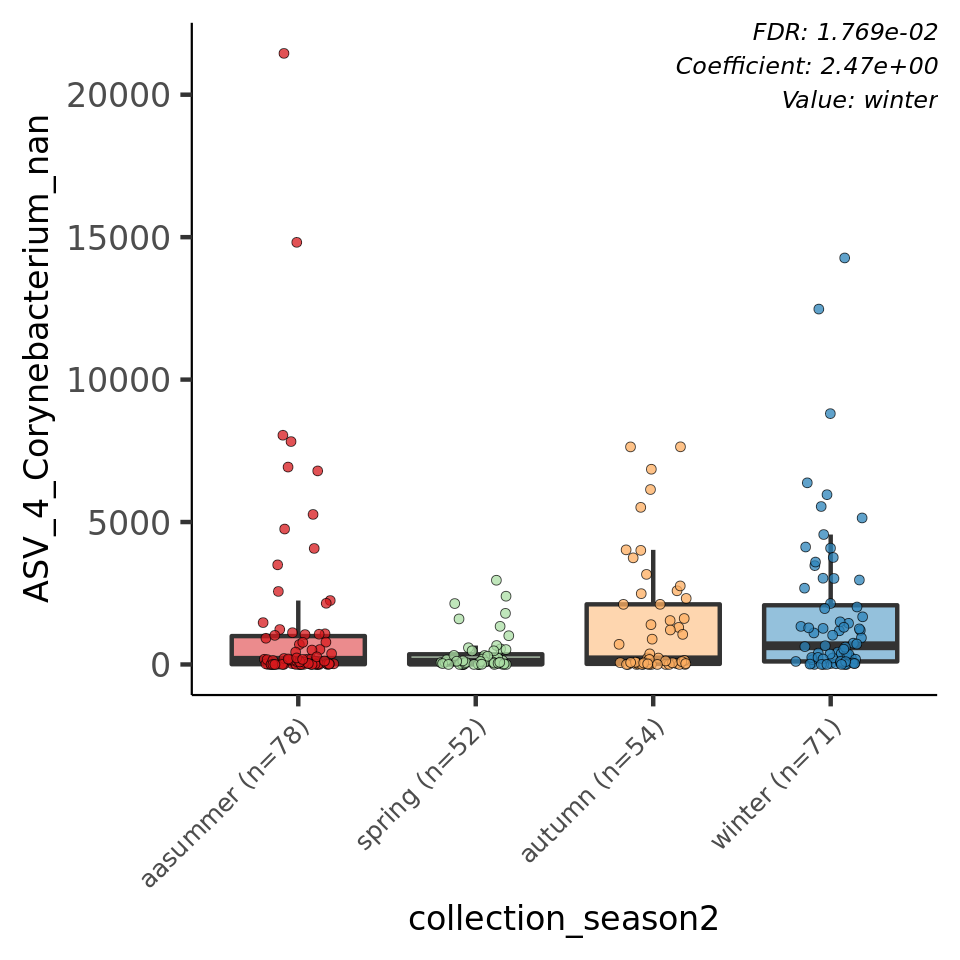 FDR: 1.769e-02
Coefficient: 2.47e+00
Value: winter
20000
15000
10000
5000
0
ASV_4_Corynebacterium_nan
aasummer (n=78)
spring (n=52)
autumn (n=54)
winter (n=71)
collection_season2